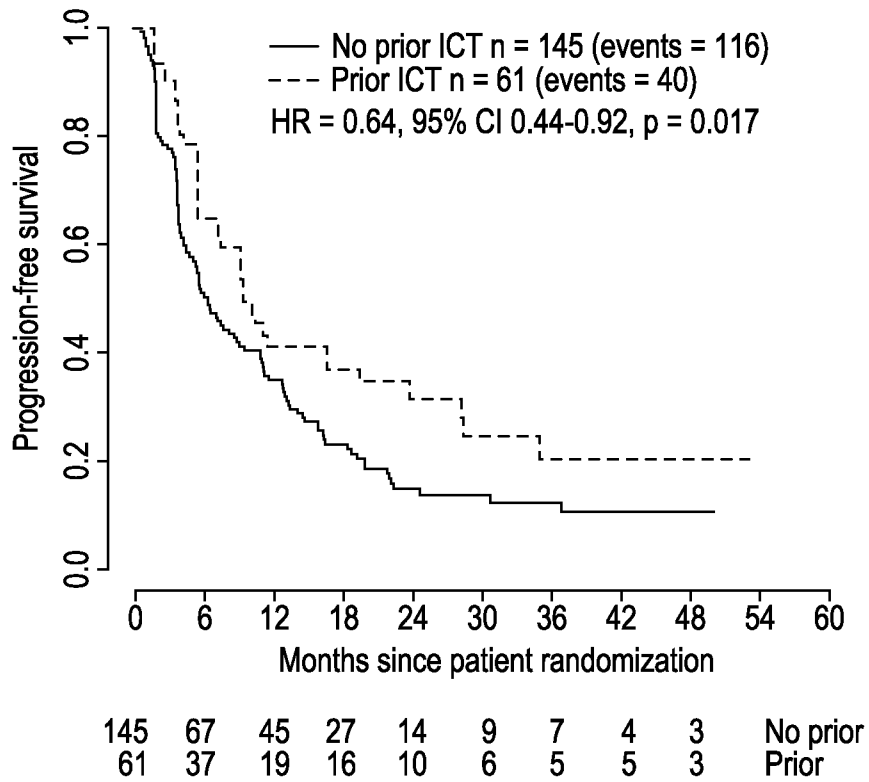 No prior ICT n = 145 (events = 116)
Prior ICT n = 61 (events = 40)
HR = 0.64, 95% CI 0.44-0.92, p = 0.017
Progression-free survival
1.0
0.8
0.6
0.4
0.2
0.0
0 6 12 18 24 30 36 42 48 54 60
Months since patient randomization
145 67 45 27 14 9 7 4 3 No prior
61 37 19 16 10 6 5 5 3 Prior